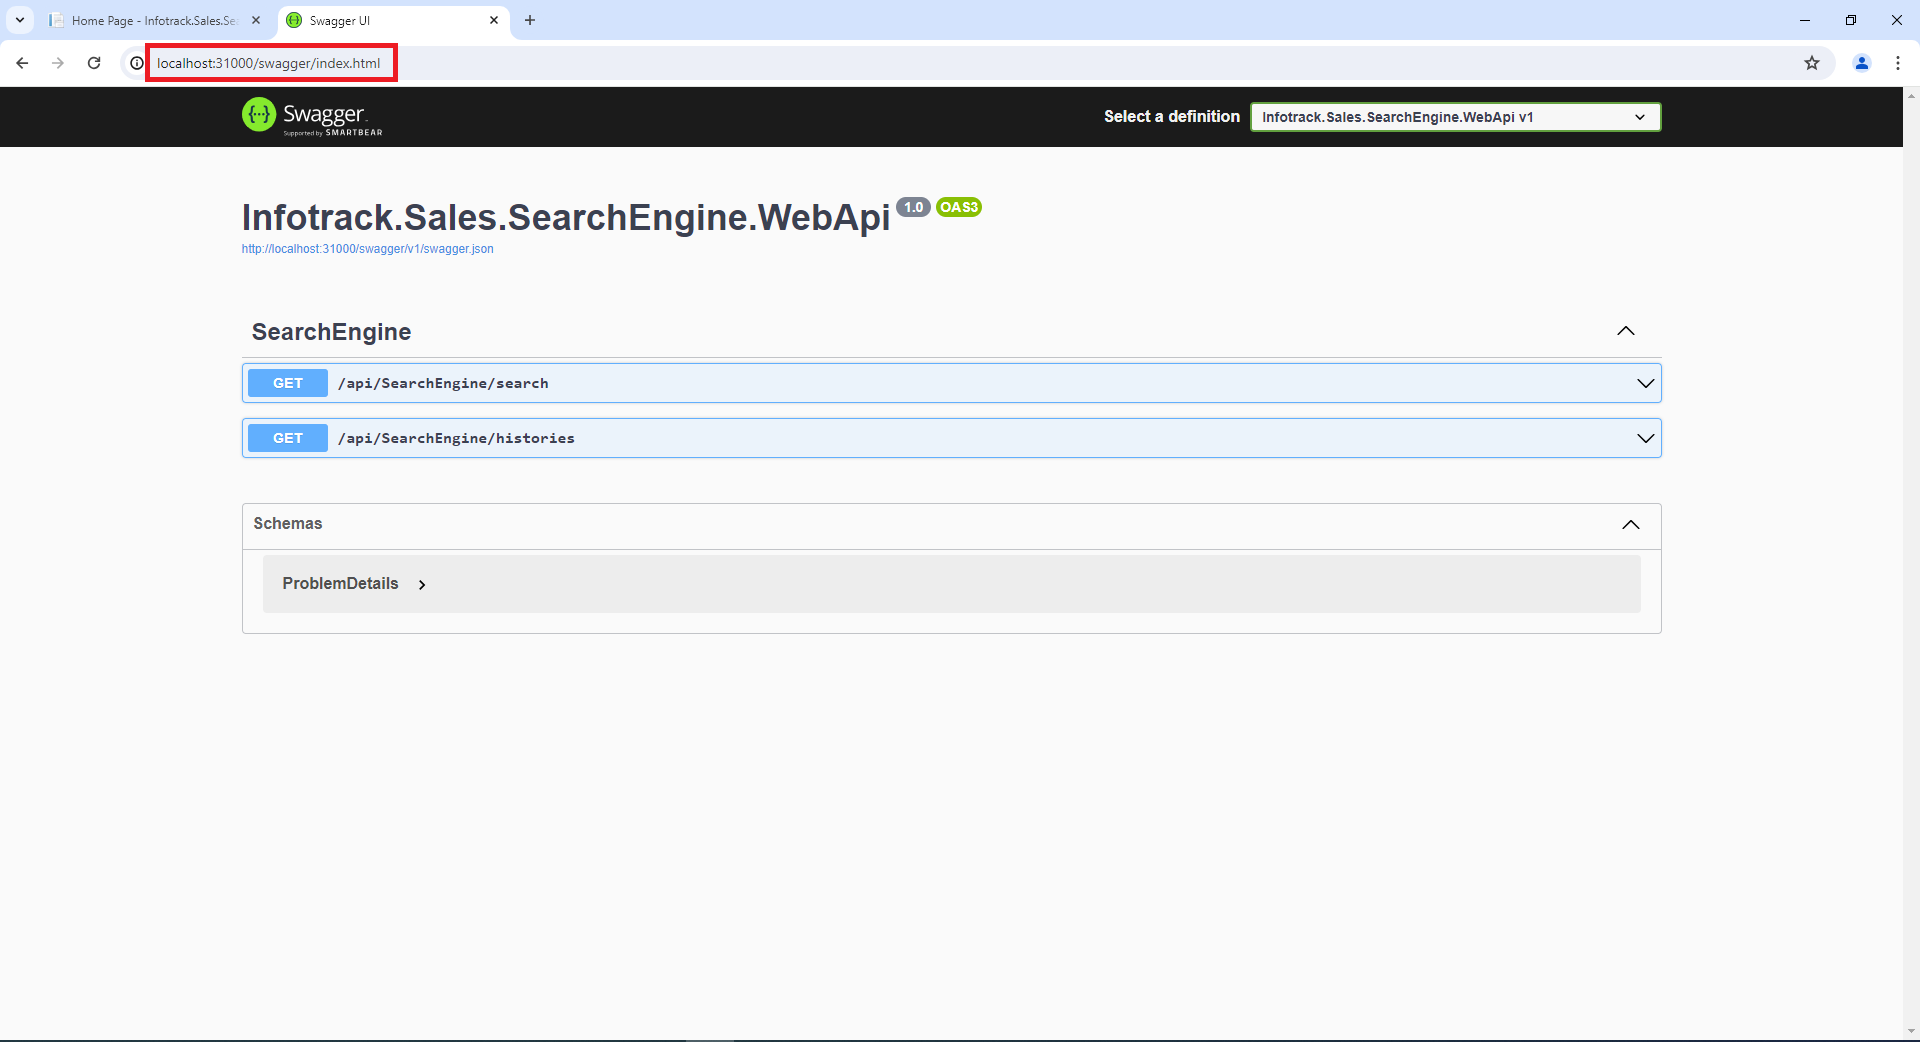 Home Page - Infotrack.Sales.Se
Swagger UI
localhost:31000/swagger/index.html
{···} Swagger
Supported by SMARTBEAR
Select a definition
Infotrack.Sales.SearchEngine.WebApi v1
Infotrack.Sales.SearchEngine.WebApi 1.0 OAS3
http://localhost:31000/swagger/v1/swagger.json
SearchEngine
GET /api/SearchEngine/search
GET /api/SearchEngine/histories
Schemas
ProblemDetails